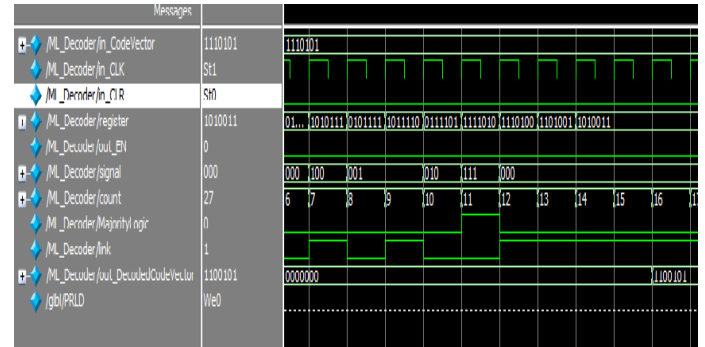 Messages
/ML_Decoder/in_CodeVector 1110101 1110101
/ML_Decoder/in_CLK St1
/ML_Decoder/in_CLR St0
/ML_Decoder/register 1010011 01... 1010111 0101111 1011110 0111101 1111010 1110100 1101001 1010011
/ML_Decoder/out_EN 0
/ML_Decoder/signal 000 000 100 001 010 111 000
/ML_Decoder/count 27 6 7 8 9 10 11 12 13 14 15 16 17
/ML_Decoder/MajorityLogic 0
/ML_Decoder/link 1
/ML_Decoder/out_DecodedCodeVector 1100101 0000000 1100101
/glbl/PRLD We0